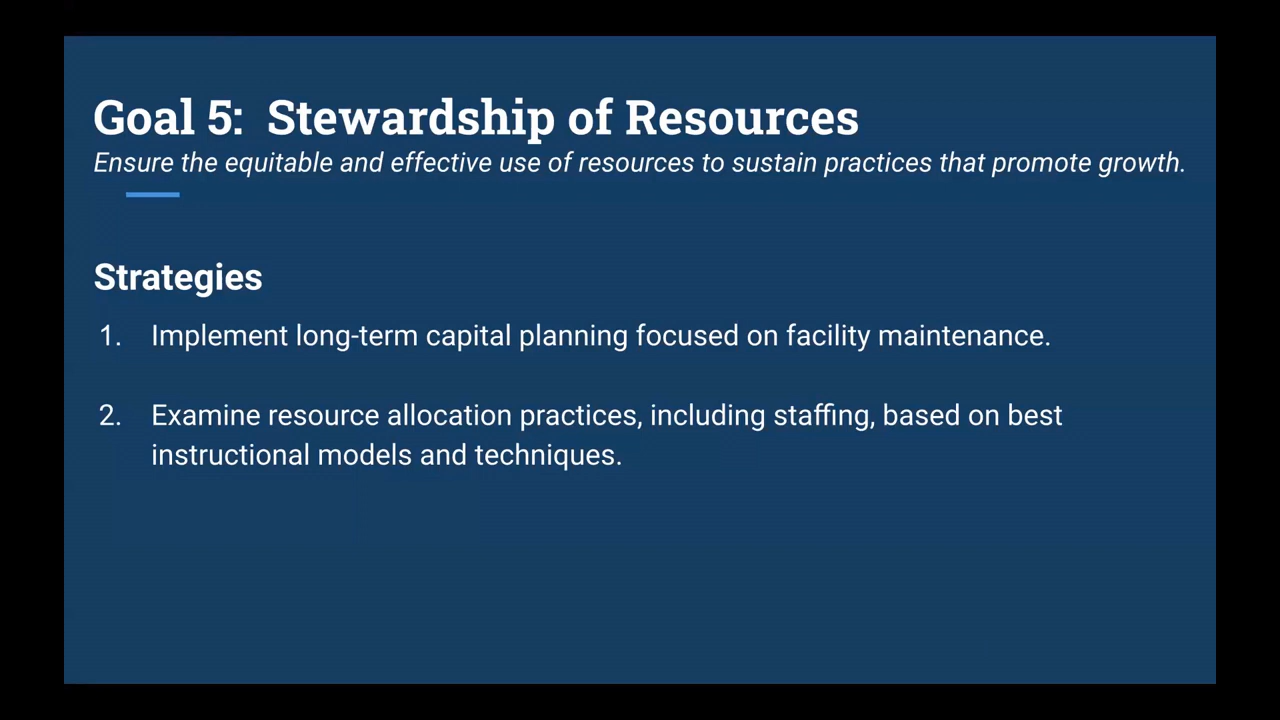 Goal 5:  Stewardship of Resources
Ensure the equitable and effective use of resources to sustain practices that promote growth.
Strategies
1. Implement long-term capital planning focused on facility maintenance.
2. Examine resource allocation practices, including staffing, based on best
instructional models and techniques.